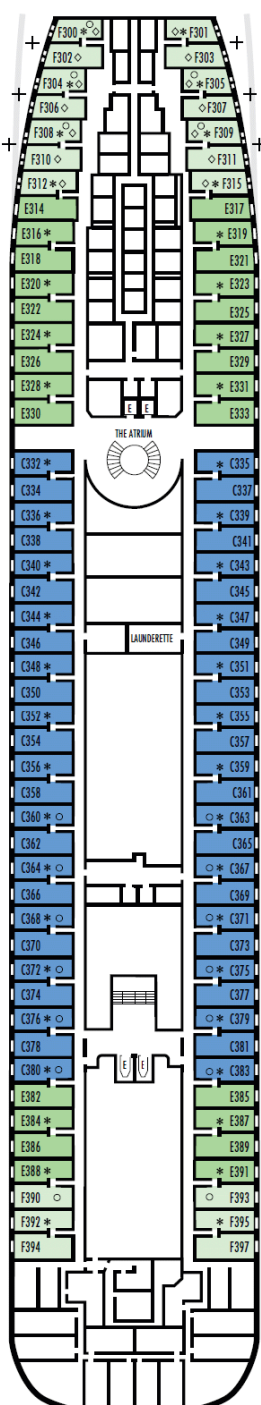 F300 *○◇ ○◇* F301
F302 ◇ ◇ F303
F304 *○◇ ◇*○ F305
F306 ◇ ◇ F307
F308 *○◇ ○◇* F309
F310 ◇ ◇ F311
F312 *◇ ◇* F315
E314 E317
E316 * * E319
E318 E321
E320 * * E323
E322 E325
E324 * * E327
E326 E329
E328 * * E331
E330 E E E333
THE ATRIUM
C332 * * C335
C334 C337
C336 * * C339
C338 C341
C340 * * C343
C342 C345
C344 * * C347
C346 LAUNDERETTE C349
C348 * * C351
C350 C353
C352 * * C355
C354 C357
C356 * * C359
C358 C361
C360 * ○ ○ * C363
C362 C365
C364 * ○ ○ * C367
C366 C369
C368 * ○ ○ * C371
C370 C373
C372 * ○ ○ * C375
C374 C377
C376 * ○ ○ * C379
C378 C381
C380 * ○ E E ○ * C383
E382 E385
E384 * * E387
E386 E389
E388 * * E391
F390 ○ ○ F393
F392 * * F395
F394 F397